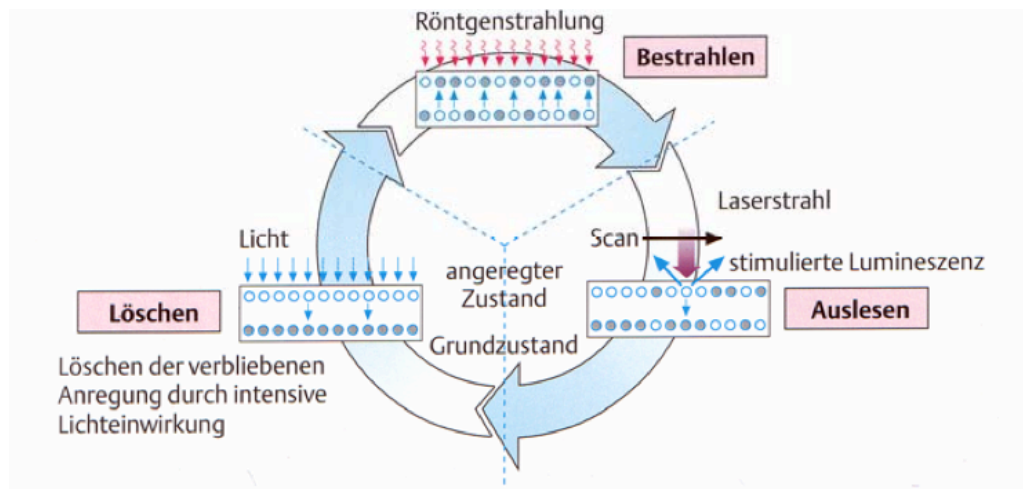 Röntgenstrahlung
Bestrahlen
Laserstrahl
Scan
stimulierte Lumineszenz
Auslesen
angeregter
Zustand
Grundzustand
Licht
Löschen
Löschen der verbliebenen
Anregung durch intensive
Lichteinwirkung